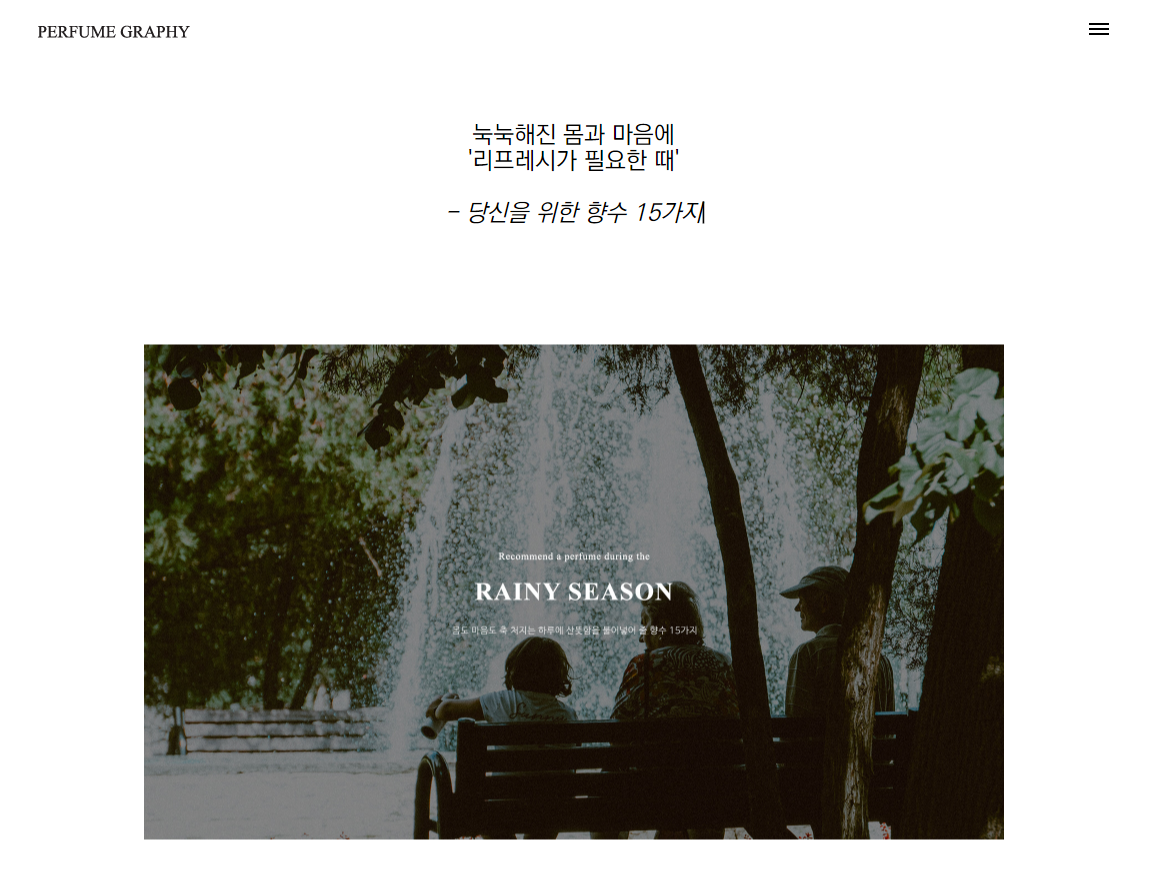 PERFUME GRAPHY
눅눅해진 몸과 마음에
'리프레시가 필요한 때'
- 당신을 위한 향수 15가지
Recommend a perfume during the
RAINY SEASON
몸도 마음도 축 처지는 하루에 산뜻함을 불어넣어 줄 향수 15가지